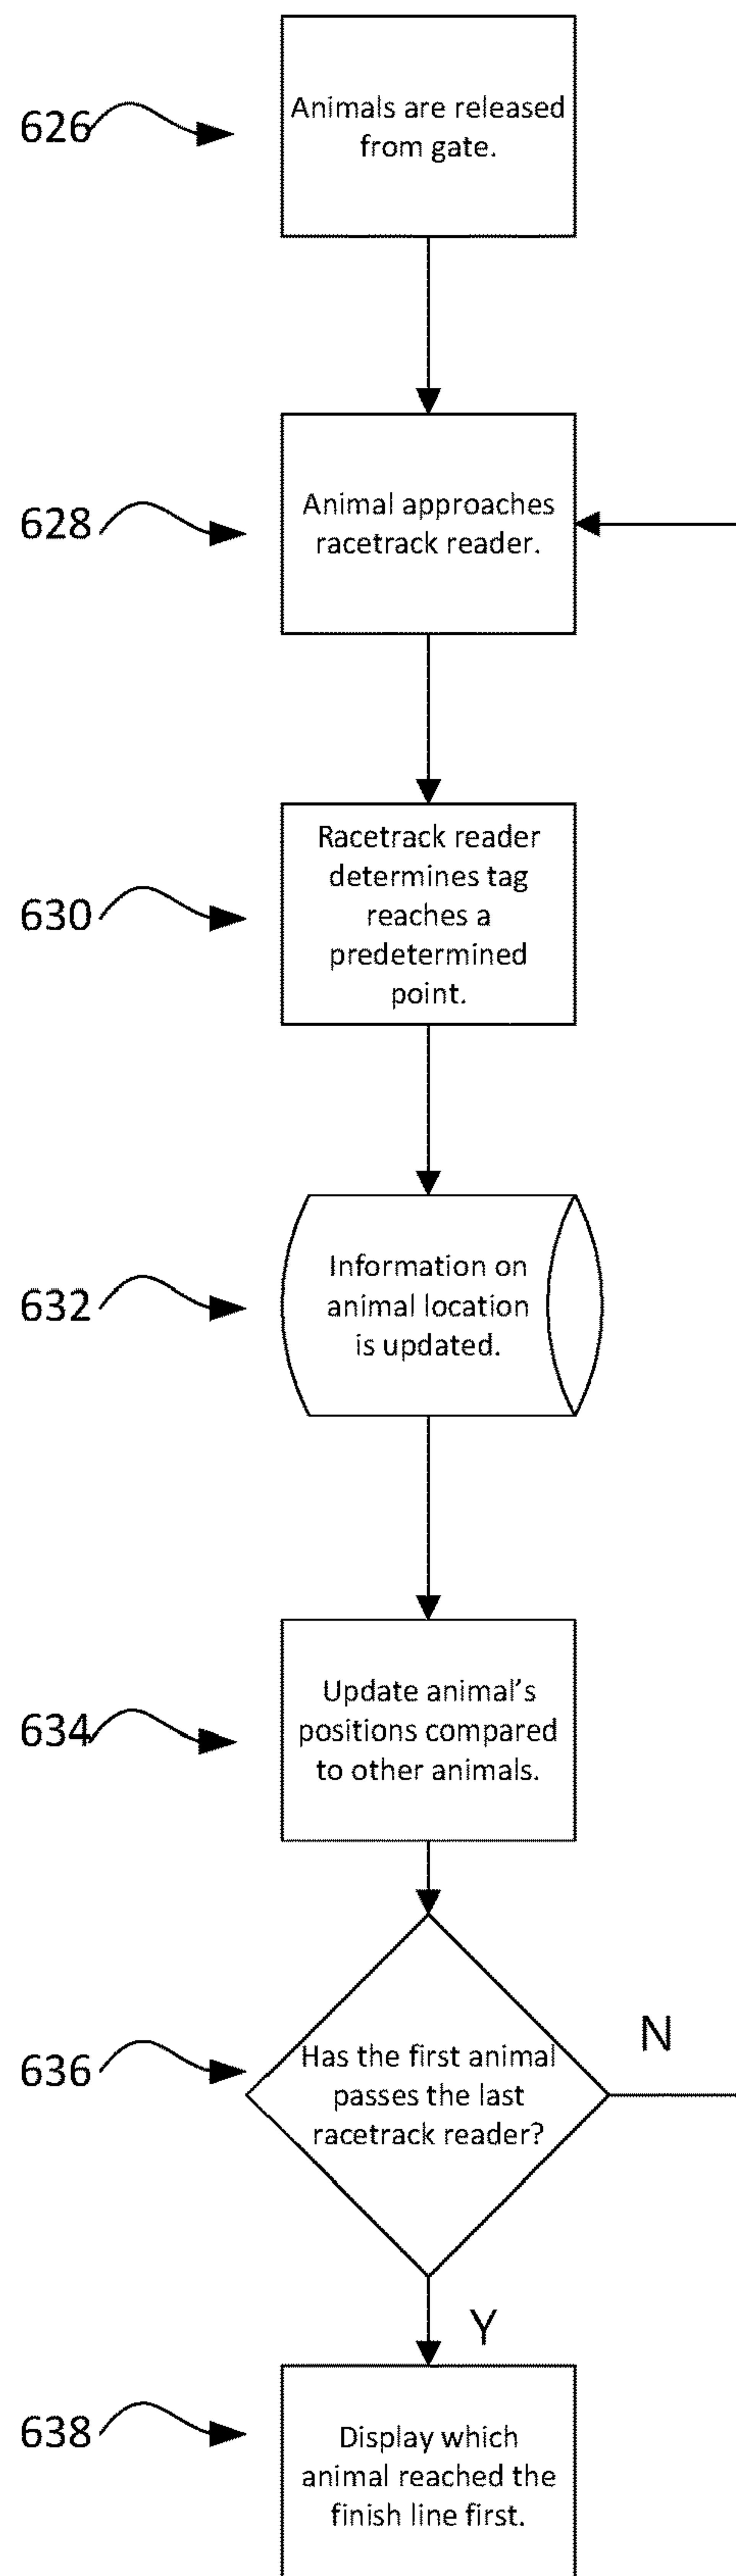 626
Animals are released
from gate.
628
Animal approaches
racetrack reader.
630
Racetrack reader
determines tag
reaches a
predetermined
point.
632
Information on
animal location
is updated.
634
Update animal’s
positions compared
to other animals.
636
Has the first animal
passes the last
racetrack reader?
N
Y
638
Display which
animal reached the
finish line first.